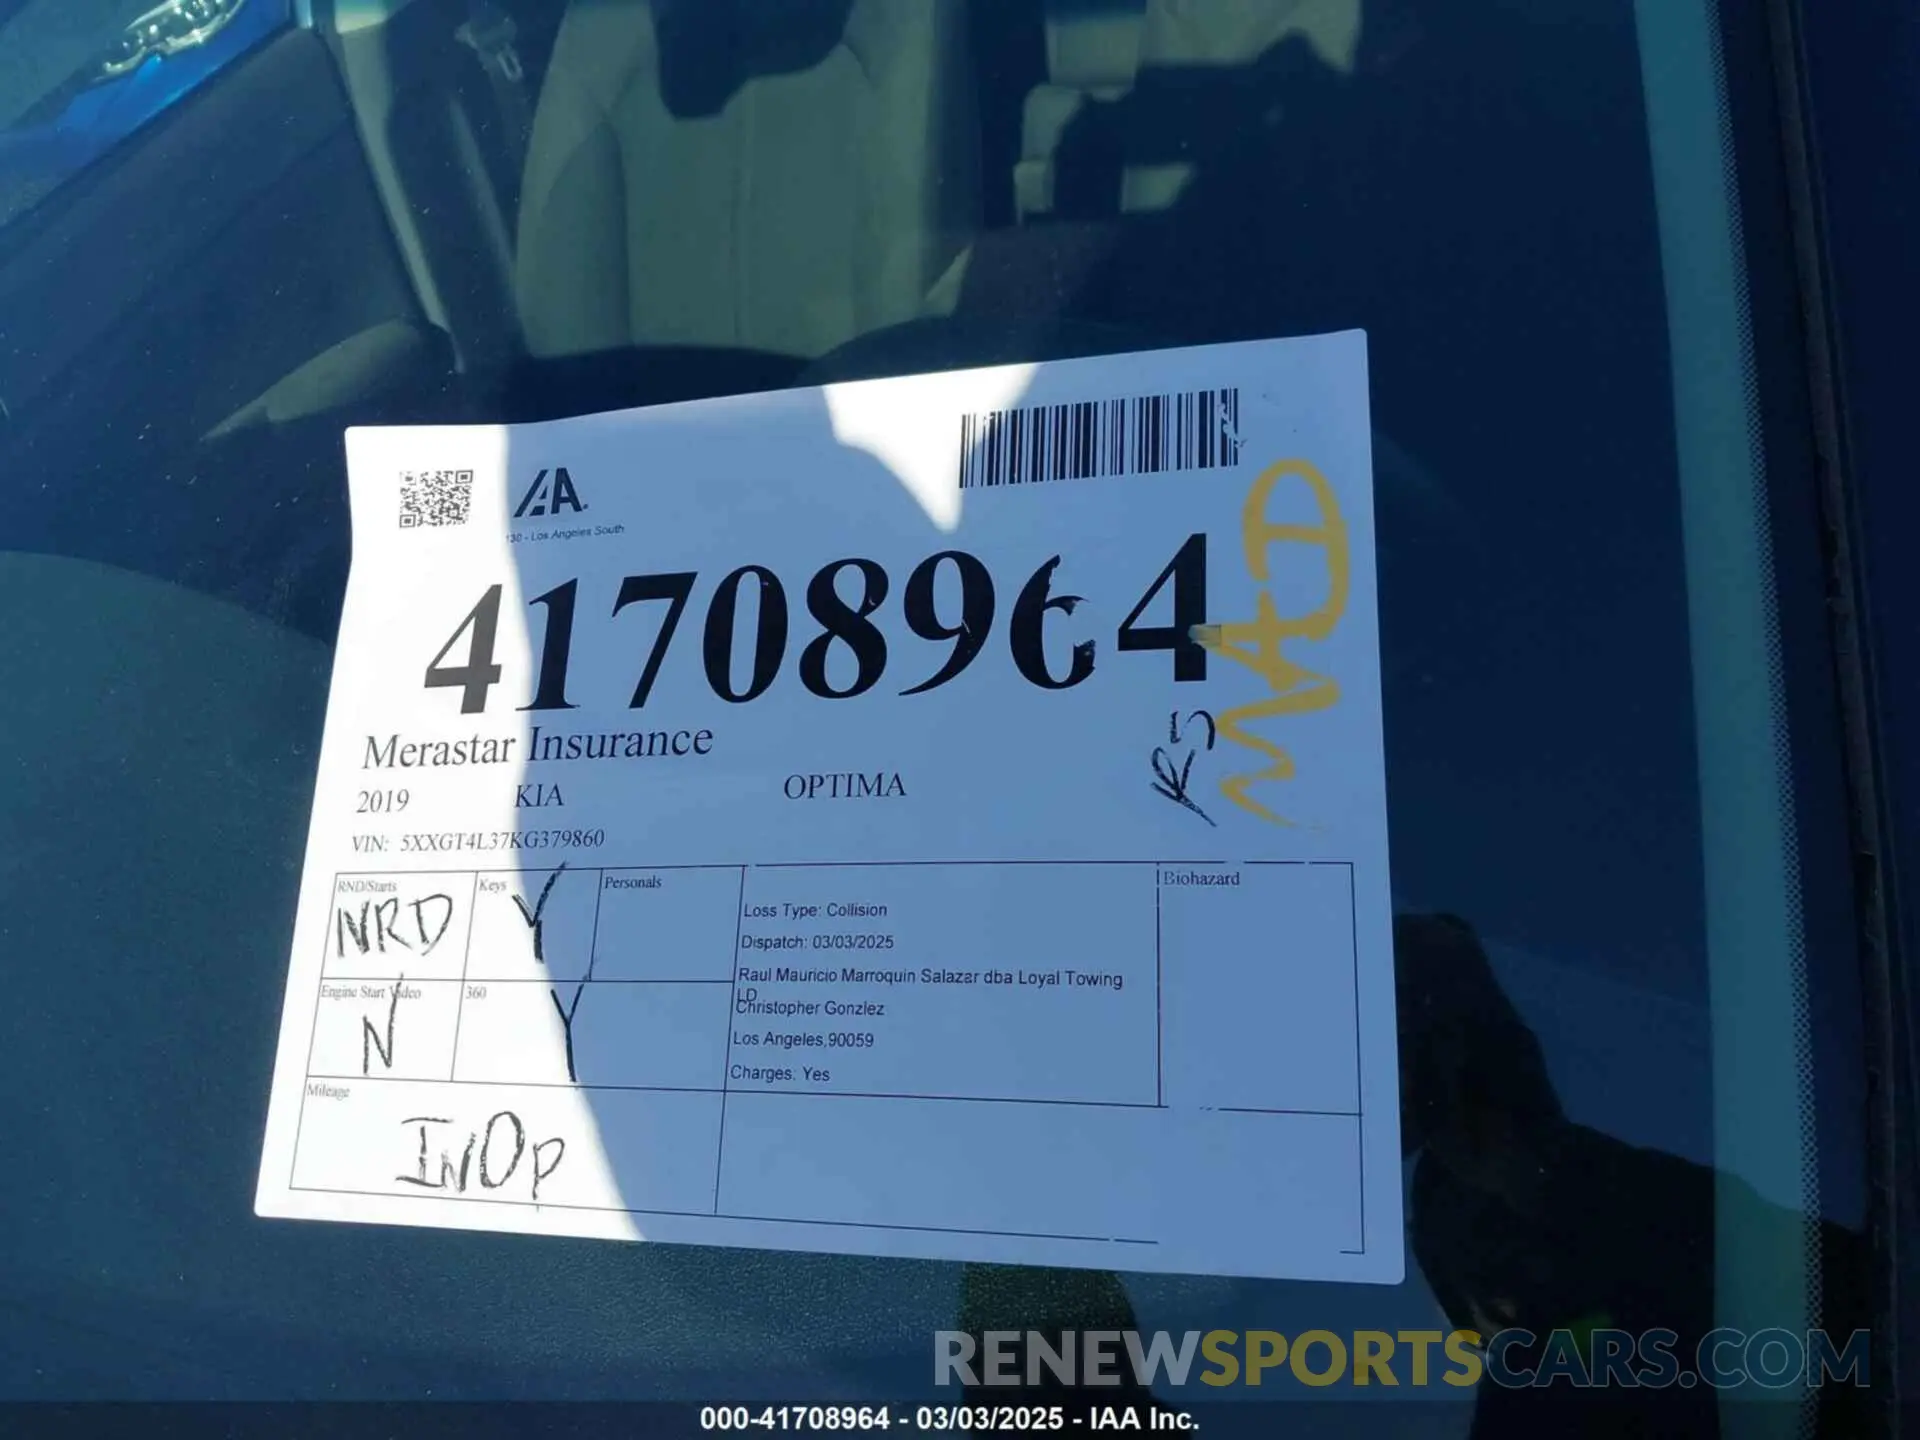 IAA.
130 - Los Angeles South
41708964
Merastar Insurance
2019 KIA OPTIMA
VIN: 5XXGT4L37KG379860
RS
RND/Starts
NRD
Keys
Y
Personals
Loss Type: Collision
Dispatch: 03/03/2025
Raul Mauricio Marroquin Salazar dba Loyal Towing
LD
Christopher Gonzlez
Los Angeles,90059
Charges: Yes
Biohazard
Engine Start Video
N
360
Y
Mileage
InOp
RENEWSPORTSCARS.COM
000-41708964 - 03/03/2025 - IAA Inc.